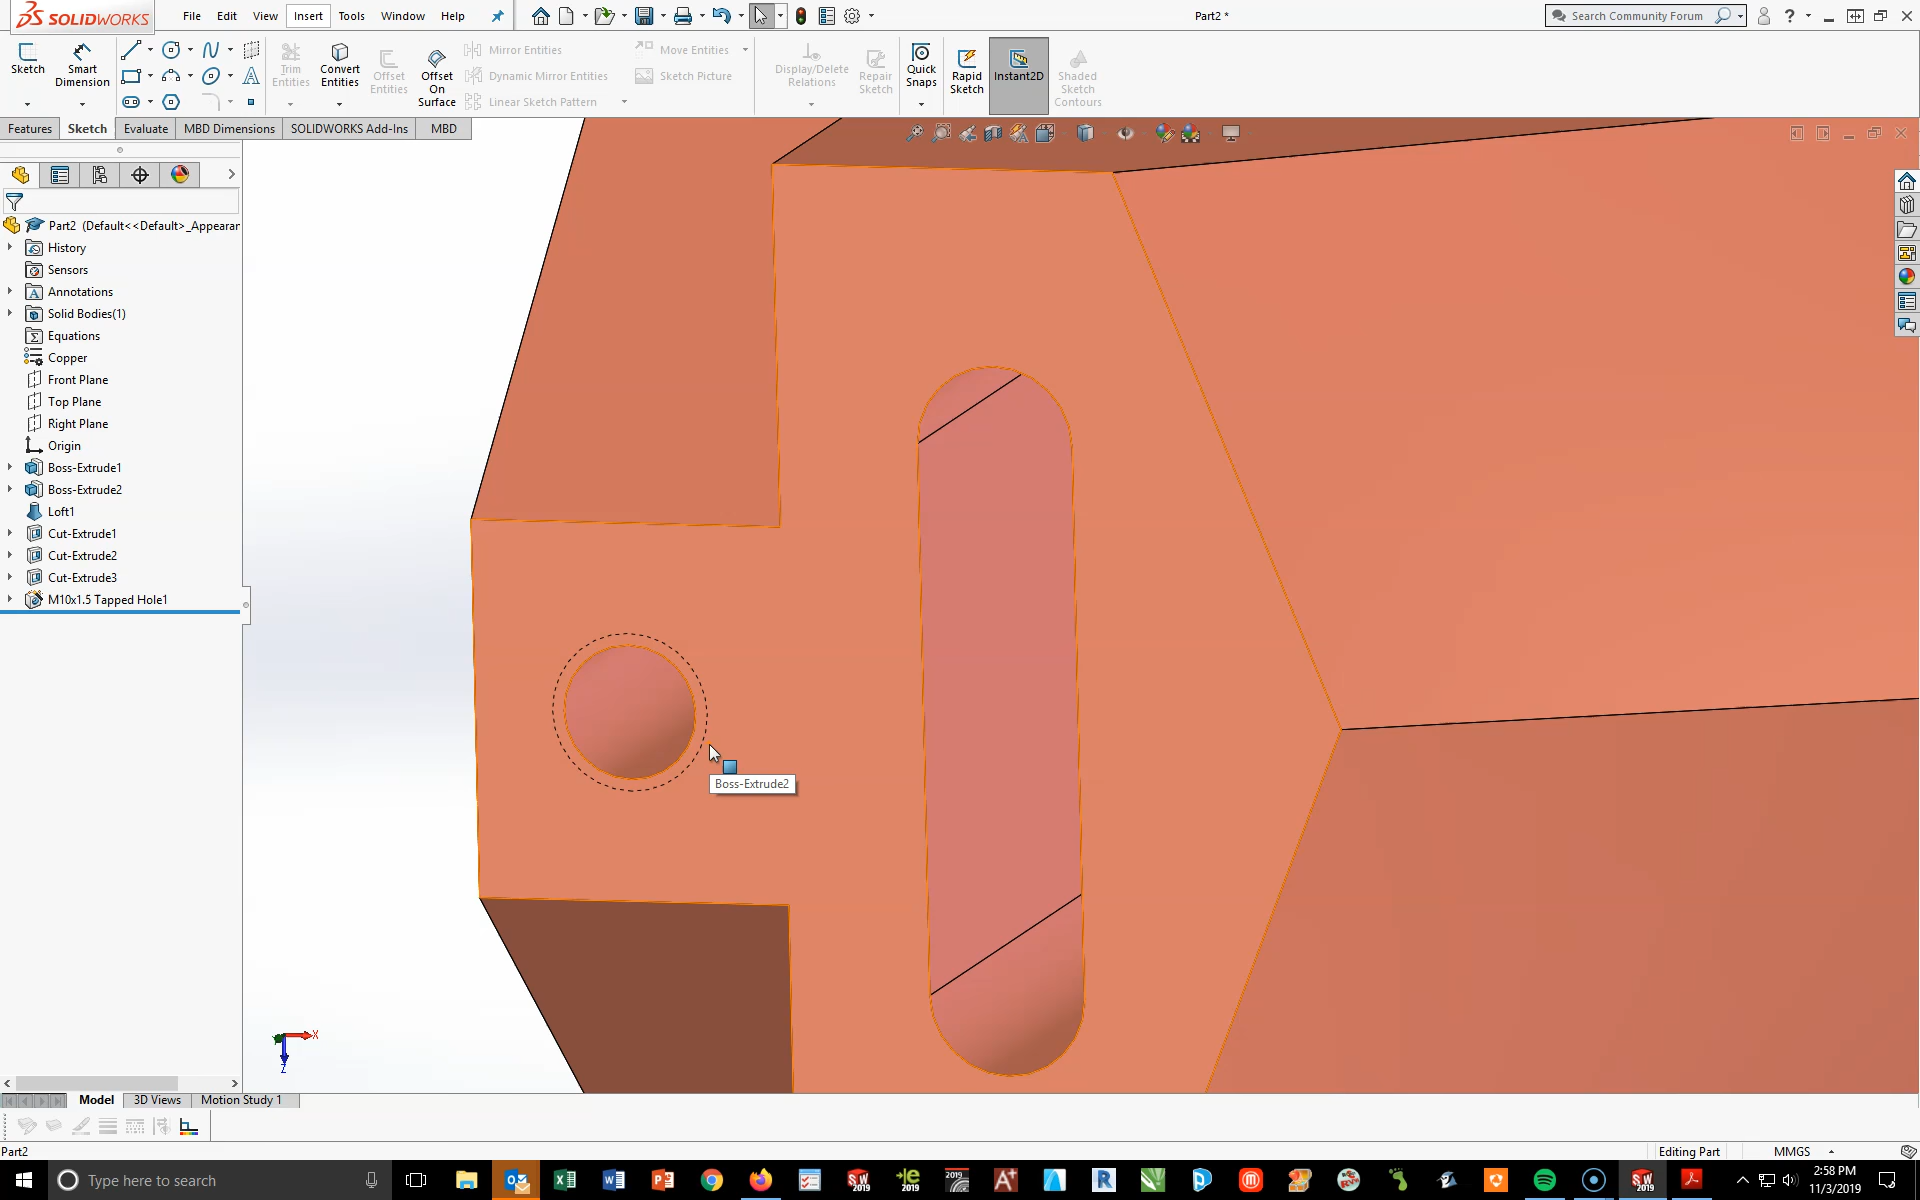 SOLIDWORKS File Edit View Insert Tools Window Help Part2 * Search Community Forum
Sketch Smart Dimension Trim Entities Convert Entities Offset Entities Offset On Surface Mirror Entities Dynamic Mirror Entities Linear Sketch Pattern Move Entities Sketch Picture Display/Delete Relations Repair Sketch Quick Snaps Rapid Sketch Instant2D Shaded Sketch Contours
Features Sketch Evaluate MBD Dimensions SOLIDWORKS Add-Ins MBD
Part2 (Default<<Default>_Appearar
History
Sensors
Annotations
Solid Bodies(1)
Equations
Copper
Front Plane
Top Plane
Right Plane
Origin
Boss-Extrude1
Boss-Extrude2
Loft1
Cut-Extrude1
Cut-Extrude2
Cut-Extrude3
M10x1.5 Tapped Hole1
Boss-Extrude2
X
Z
Model 3D Views Motion Study 1
Part2 Editing Part MMGS
Type here to search 2:58 PM
11/3/2019